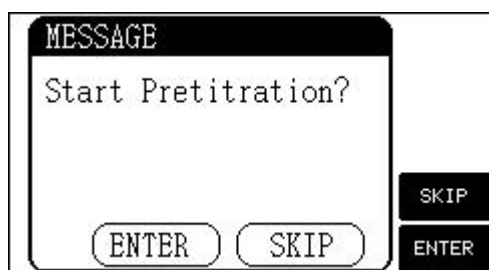 MESSAGE
Start Pretitration?
ENTER SKIP
SKIP
ENTER